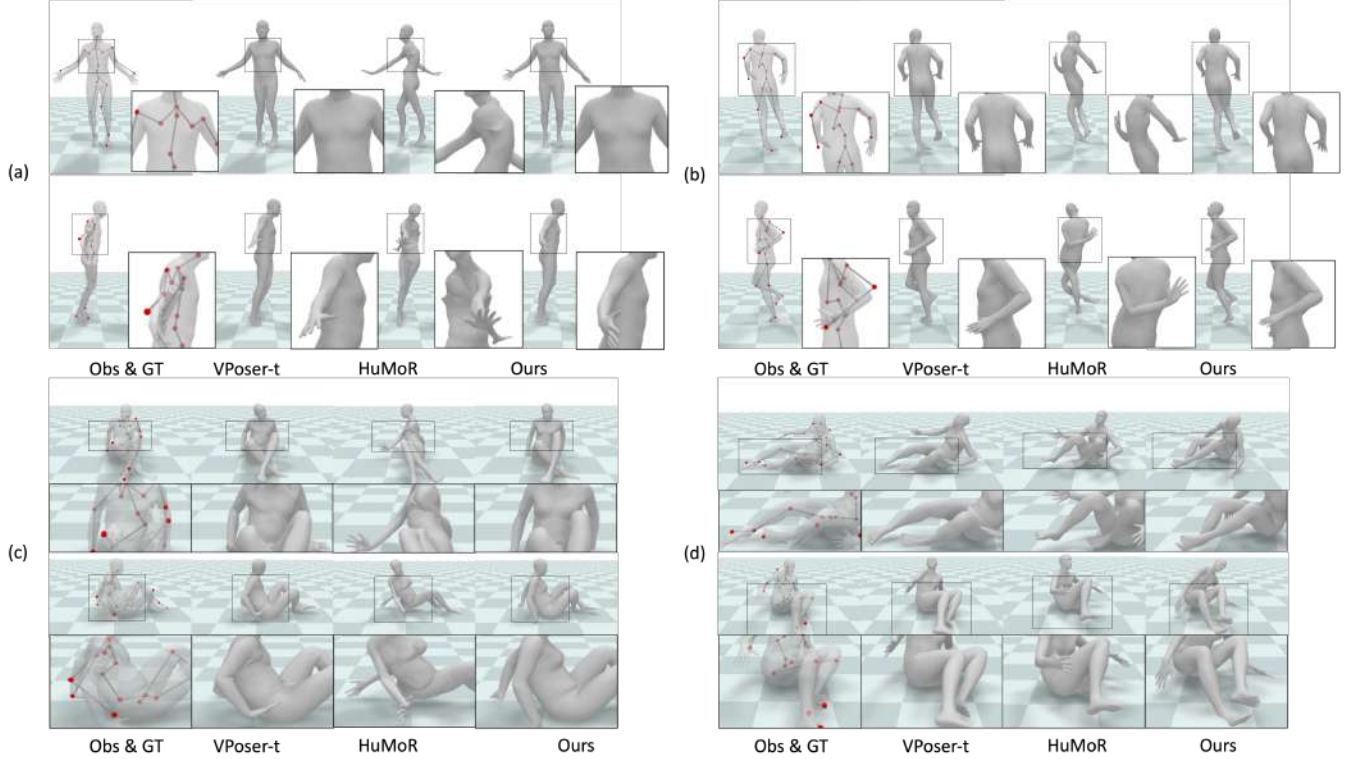 (a)
(b)
Obs & GT VPoser-t HuMoR Ours
Obs & GT VPoser-t HuMoR Ours
(c)
(d)
Obs & GT VPoser-t HuMoR Ours
Obs & GT VPoser-t HuMoR Ours